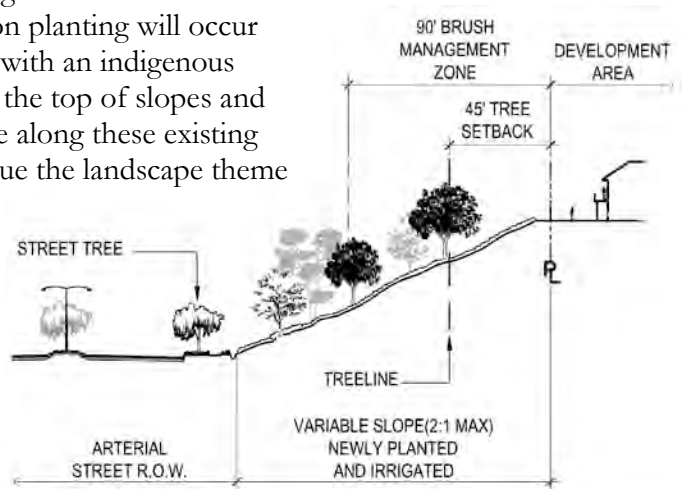 g
on planting will occur
with an indigenous
the top of slopes and
e along these existing
ue the landscape theme
90' BRUSH
MANAGEMENT
ZONE
DEVELOPMENT
AREA
45' TREE
SETBACK
STREET TREE
PL
TREELINE
VARIABLE SLOPE(2:1 MAX)
NEWLY PLANTED
AND IRRIGATED
ARTERIAL
STREET R.O.W.